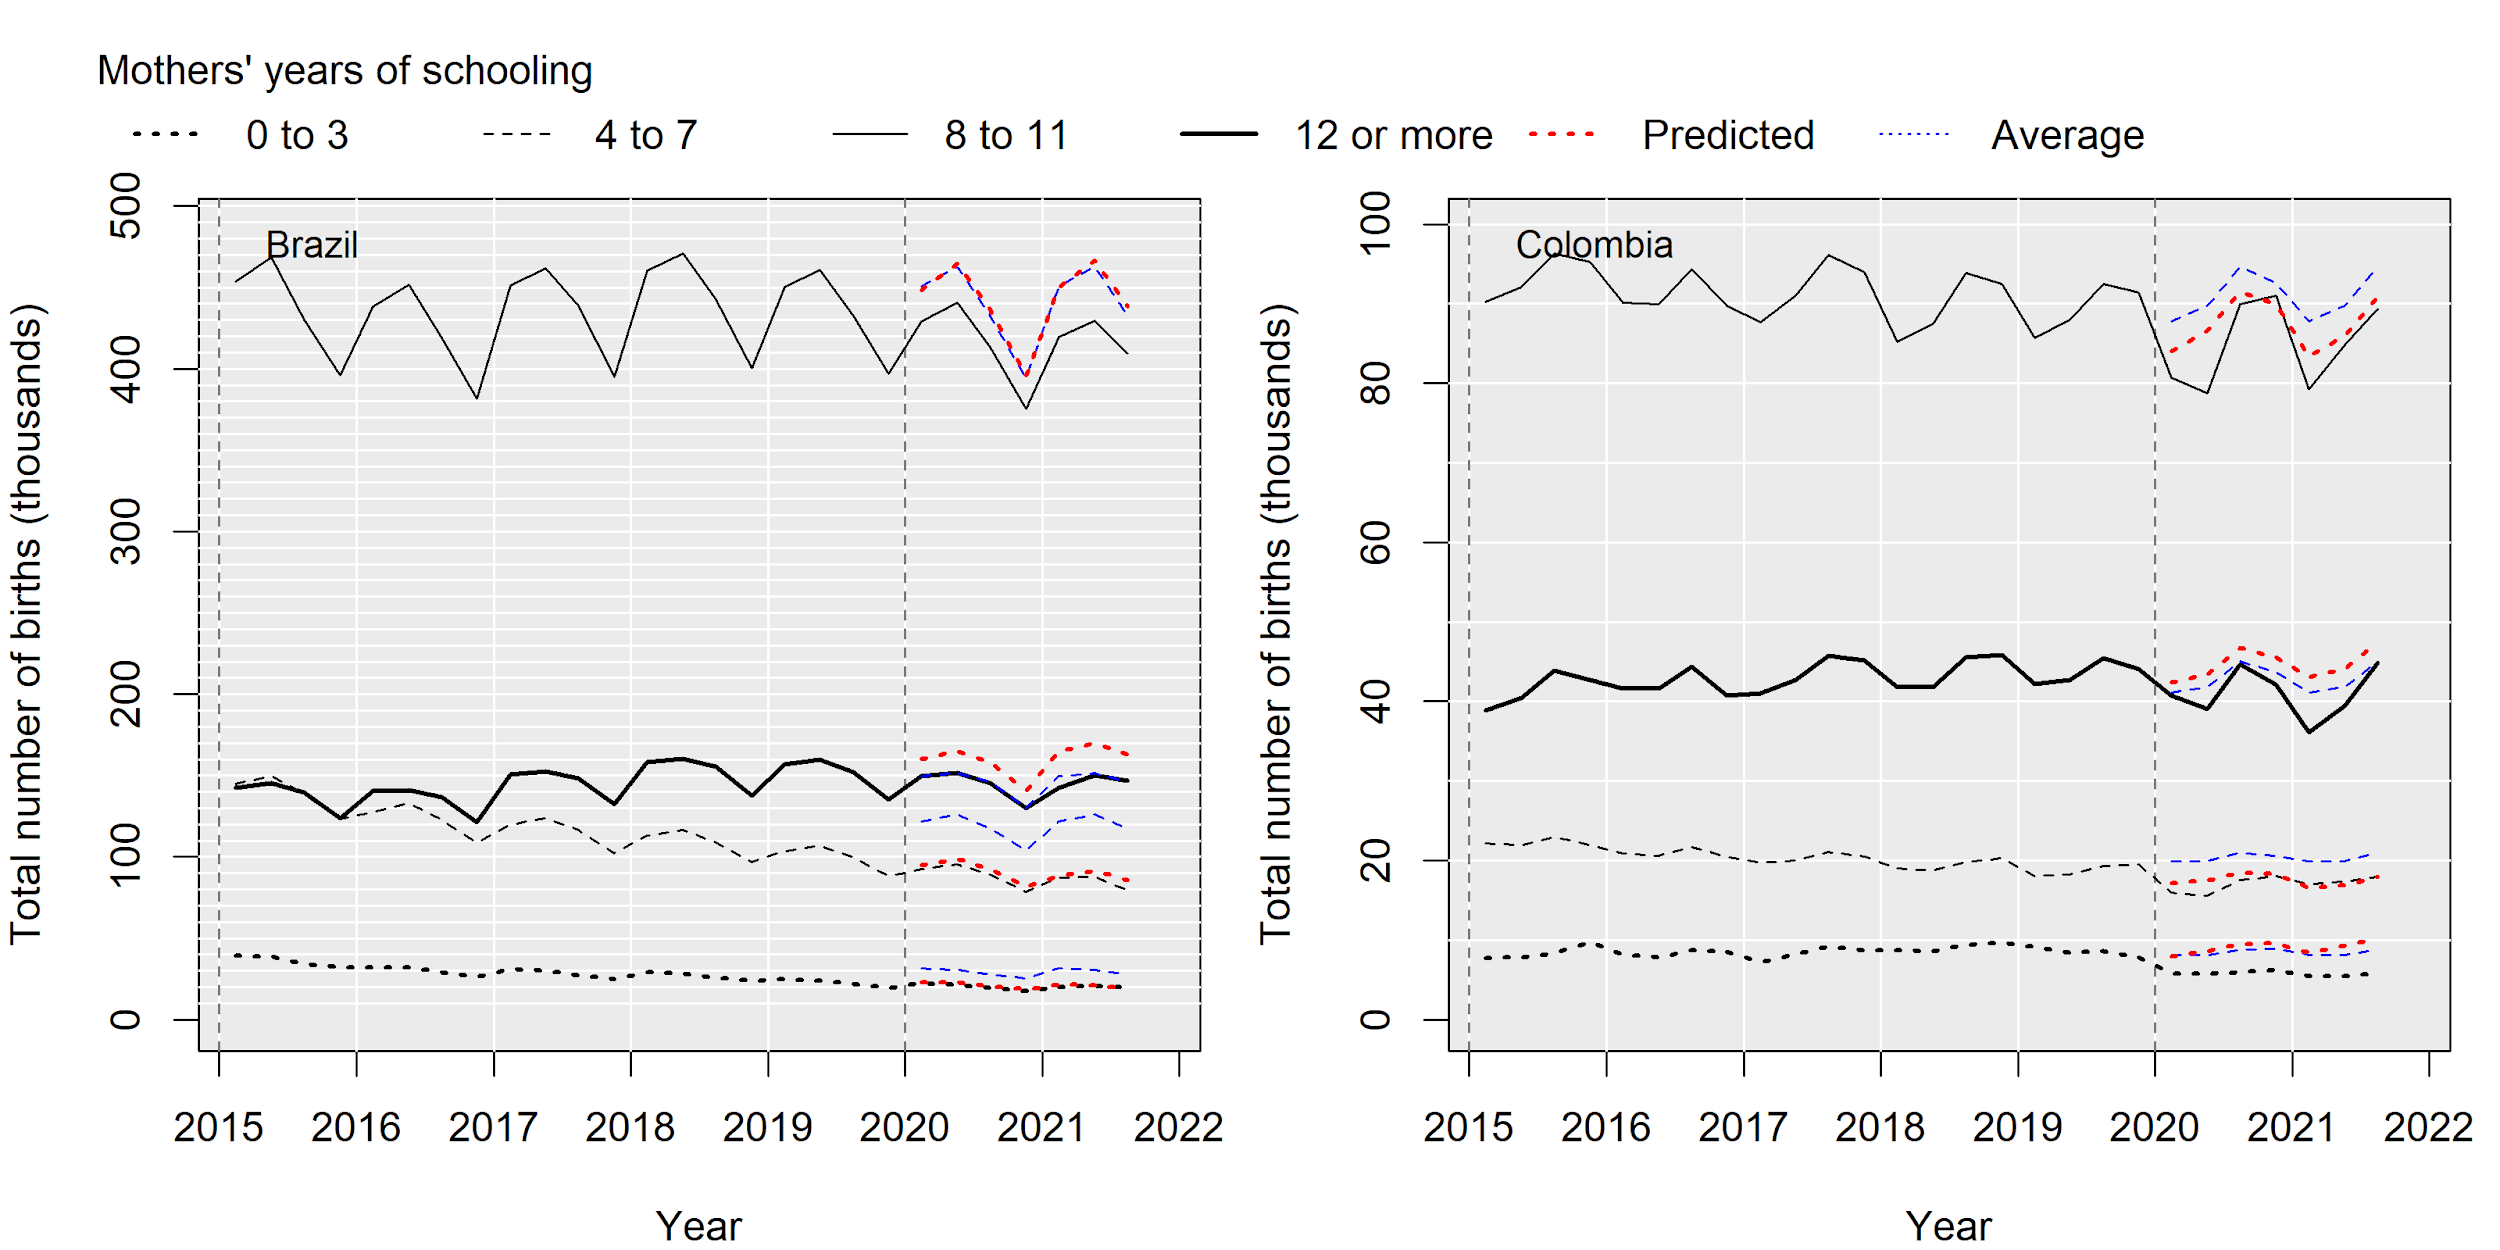 Mothers' years of schooling
0 to 3 4 to 7 8 to 11 12 or more Predicted Average
Brazil
Total number of births (thousands)
500
400
300
200
100
0
2015 2016 2017 2018 2019 2020 2021 2022
Year
Colombia
Total number of births (thousands)
100
80
60
40
20
0
2015 2016 2017 2018 2019 2020 2021 2022
Year